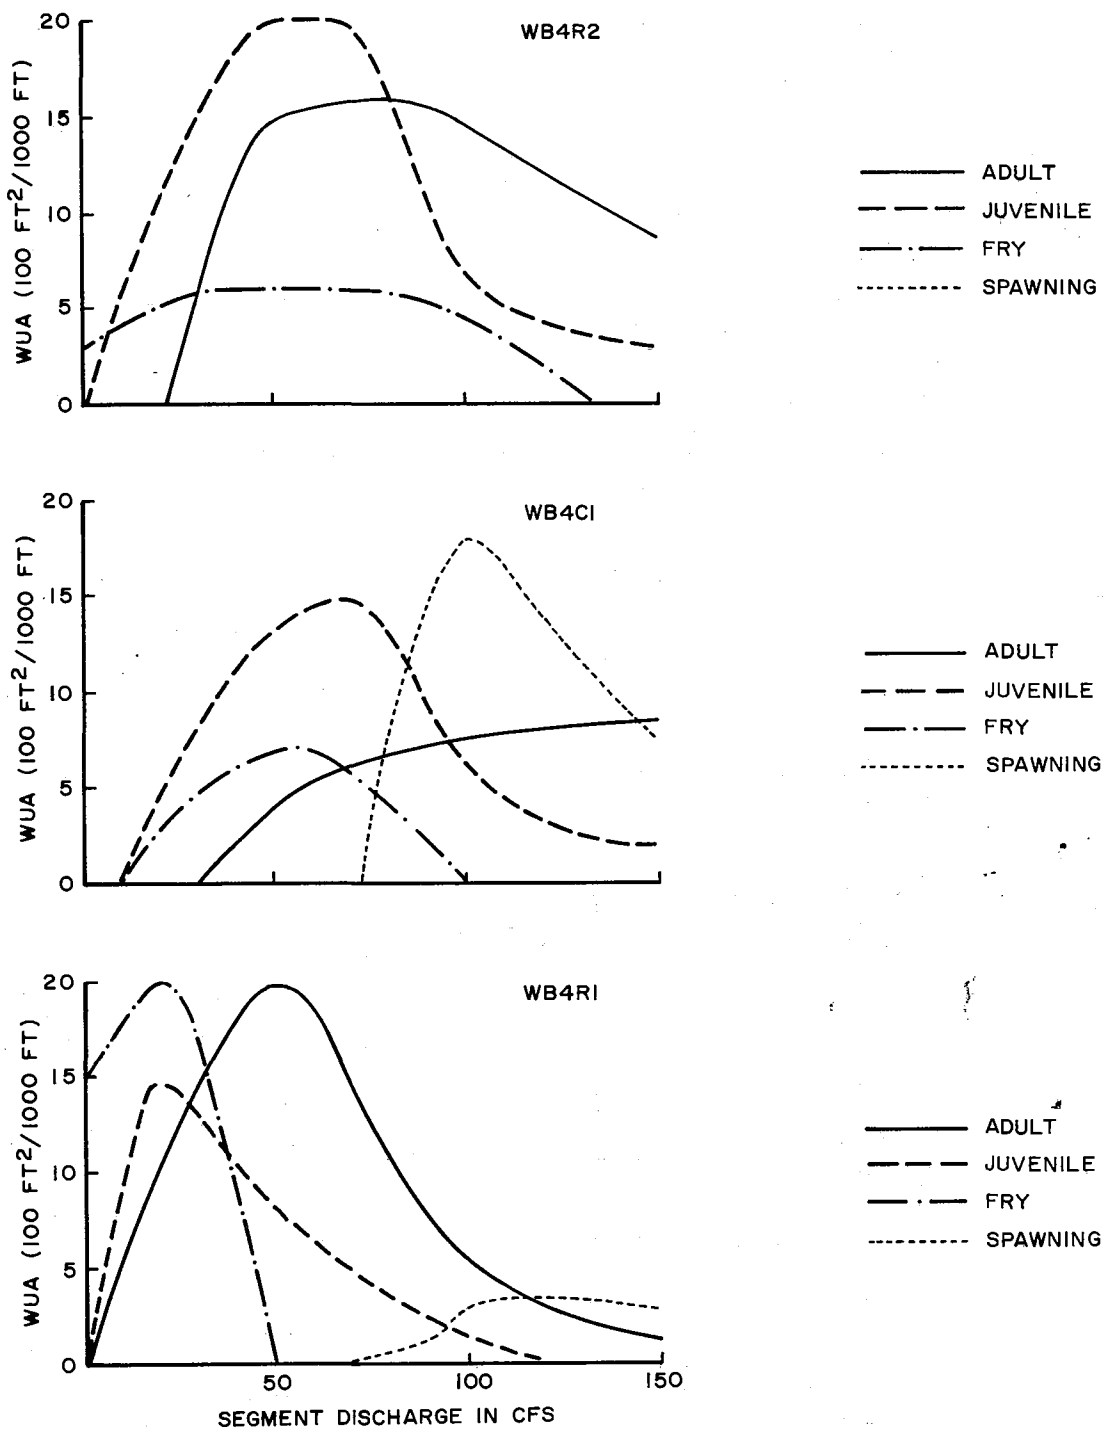 WB4R2
WUA (100 FT²/1000 FT)
20
15
10
5
0
ADULT
JUVENILE
FRY
SPAWNING
WB4C1
WUA (100 FT²/1000 FT)
20
15
10
5
0
ADULT
JUVENILE
FRY
SPAWNING
WB4R1
WUA (100 FT²/1000 FT)
20
15
10
5
0
ADULT
JUVENILE
FRY
SPAWNING
50
100
150
SEGMENT DISCHARGE IN CFS